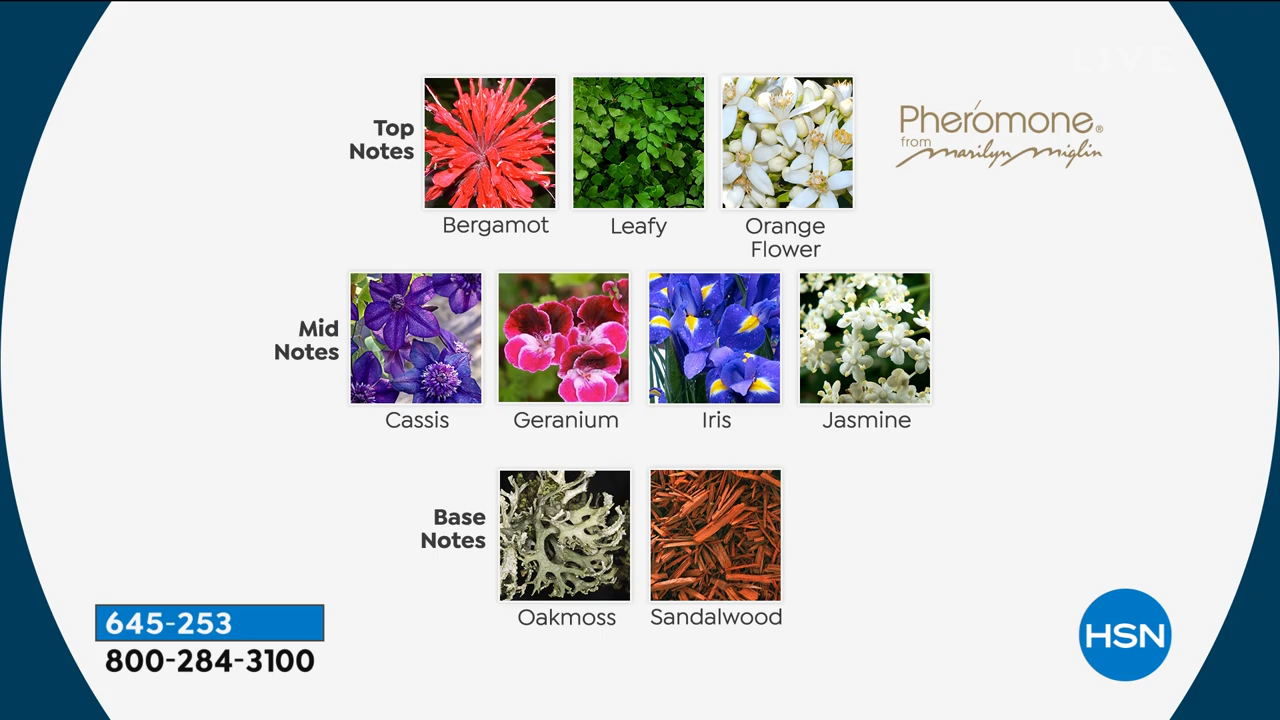 LIVE
Top
Notes
Pheromone®
from marilyn miglin
Bergamot
Leafy
Orange
Flower
Mid
Notes
Cassis
Geranium
Iris
Jasmine
Base
Notes
Oakmoss
Sandalwood
645-253
800-284-3100
HSN